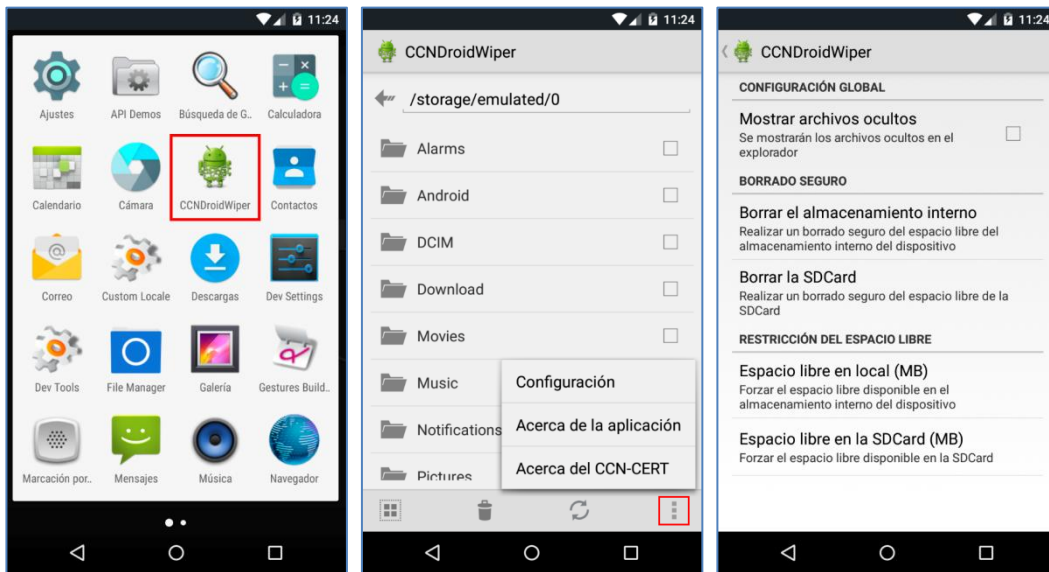 11:24
Ajustes
API Demos
Búsqueda de G..
Calculadora
Calendario
Cámara
CCNDroidWiper
Contactos
Correo
Custom Locale
Descargas
Dev Settings
Dev Tools
File Manager
Galería
Gestures Build..
Marcación por..
Mensajes
Música
Navegador
11:24
CCNDroidWiper
/storage/emulated/0
Alarms
Android
DCIM
Download
Movies
Music
Notifications
Pictures
Configuración
Acerca de la aplicación
Acerca del CCN-CERT
11:24
CCNDroidWiper
CONFIGURACIÓN GLOBAL
Mostrar archivos ocultos
Se mostrarán los archivos ocultos en el
explorador
BORRADO SEGURO
Borrar el almacenamiento interno
Realizar un borrado seguro del espacio libre del
almacenamiento interno del dispositivo
Borrar la SDCard
Realizar un borrado seguro del espacio libre de la
SDCard
RESTRICCIÓN DEL ESPACIO LIBRE
Espacio libre en local (MB)
Forzar el espacio libre disponible en el
almacenamiento interno del dispositivo
Espacio libre en la SDCard (MB)
Forzar el espacio libre disponible en la SDCard